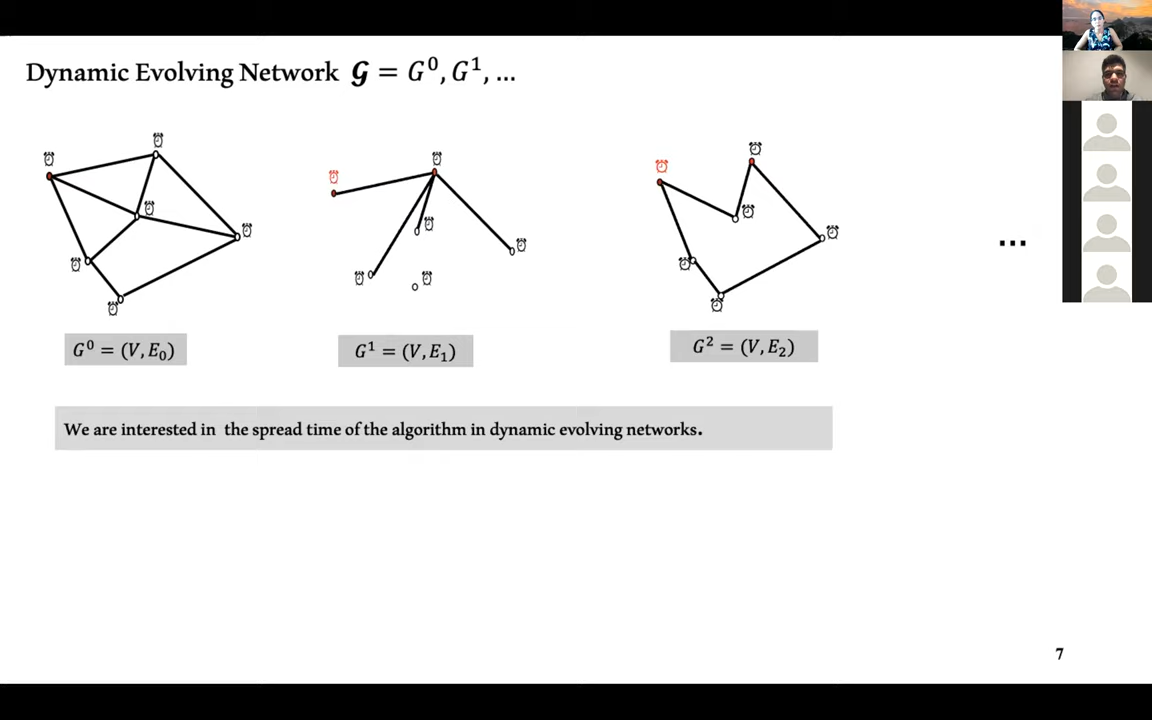 Dynamic Evolving Network 𝓖 = G⁰, G¹, ...
...
G⁰ = (V, E₀)
G¹ = (V, E₁)
G² = (V, E₂)
We are interested in the spread time of the algorithm in dynamic evolving networks.
7